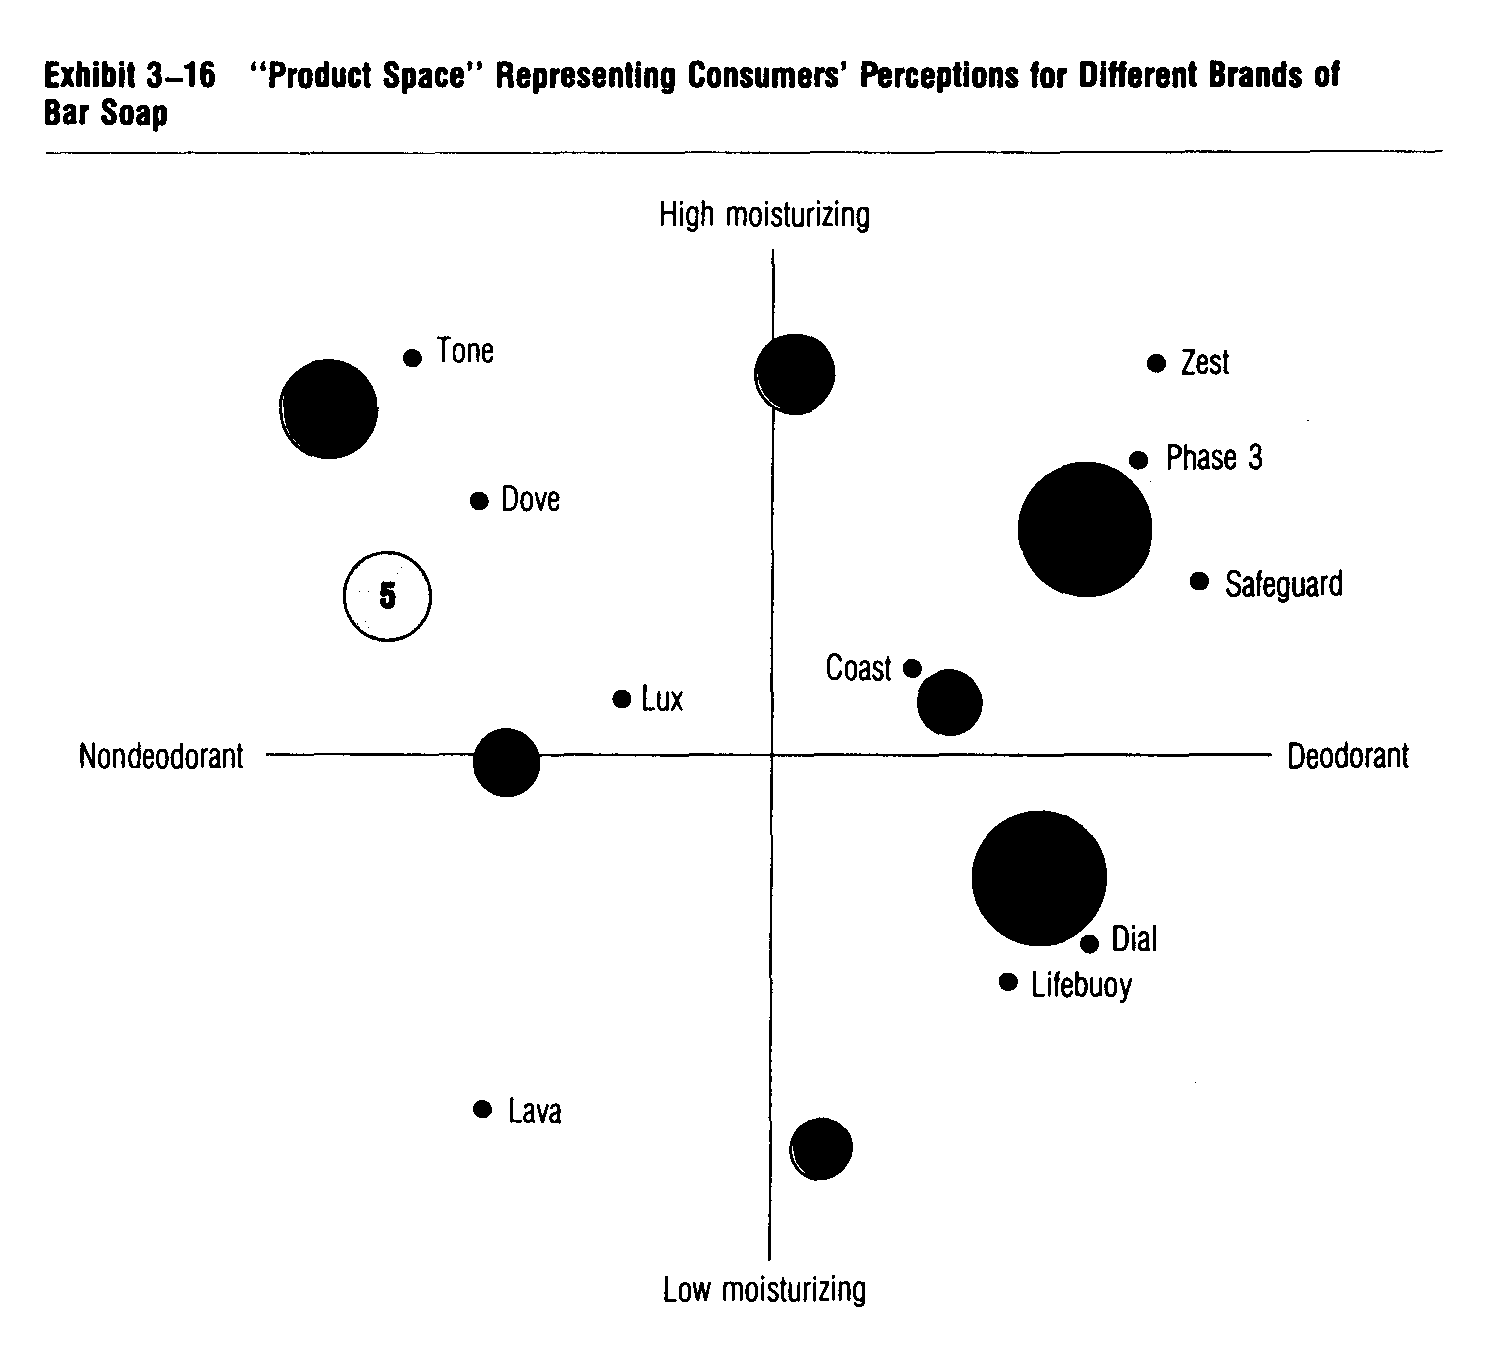 Exhibit 3–16 “Product Space” Representing Consumers’ Perceptions for Different Brands of
Bar Soap
High moisturizing
Tone
Zest
Phase 3
Dove
5
Safeguard
Coast
Lux
Nondeodorant
Deodorant
Dial
Lifebuoy
Lava
Low moisturizing